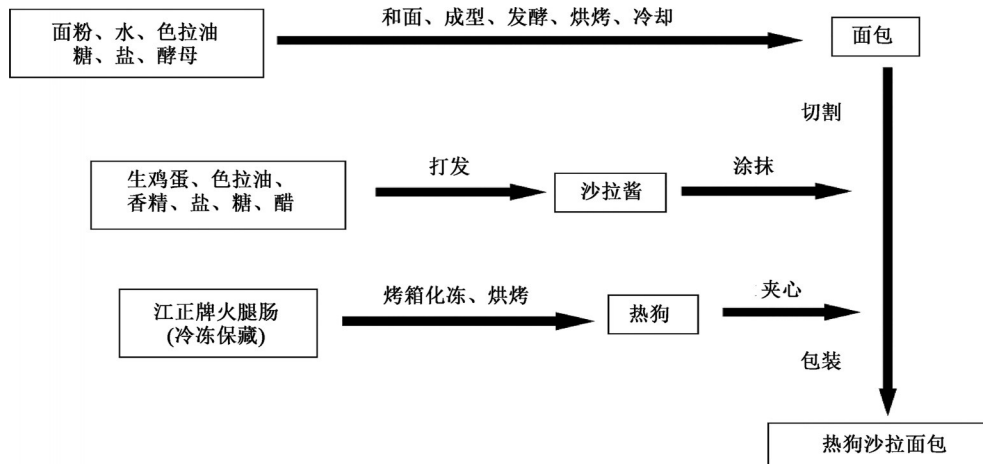 面粉、水、色拉油
糖、盐、酵母
和面、成型、发酵、烘烤、冷却
面包
切割
生鸡蛋、色拉油、
香精、盐、糖、醋
打发
沙拉酱
涂抹
江正牌火腿肠
(冷冻保藏)
烤箱化冻、烘烤
热狗
夹心
包装
热狗沙拉面包